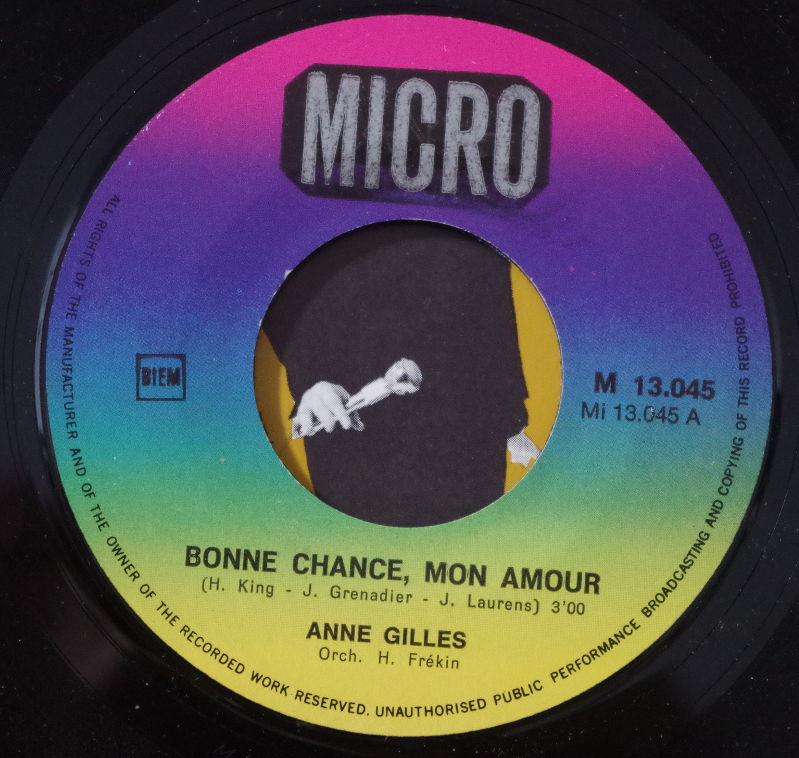 MICRO
BIEM
M 13.045
Mi 13.045 A
BONNE CHANCE, MON AMOUR
(H. King - J. Grenadier - J. Laurens) 3'00
ANNE GILLES
Orch. H. Frékin
ALL RIGHTS OF THE MANUFACTURER AND OF THE OWNER OF THE RECORDED WORK RESERVED. UNAUTHORISED PUBLIC PERFORMANCE BROADCASTING AND COPYING OF THIS RECORD PROHIBITED